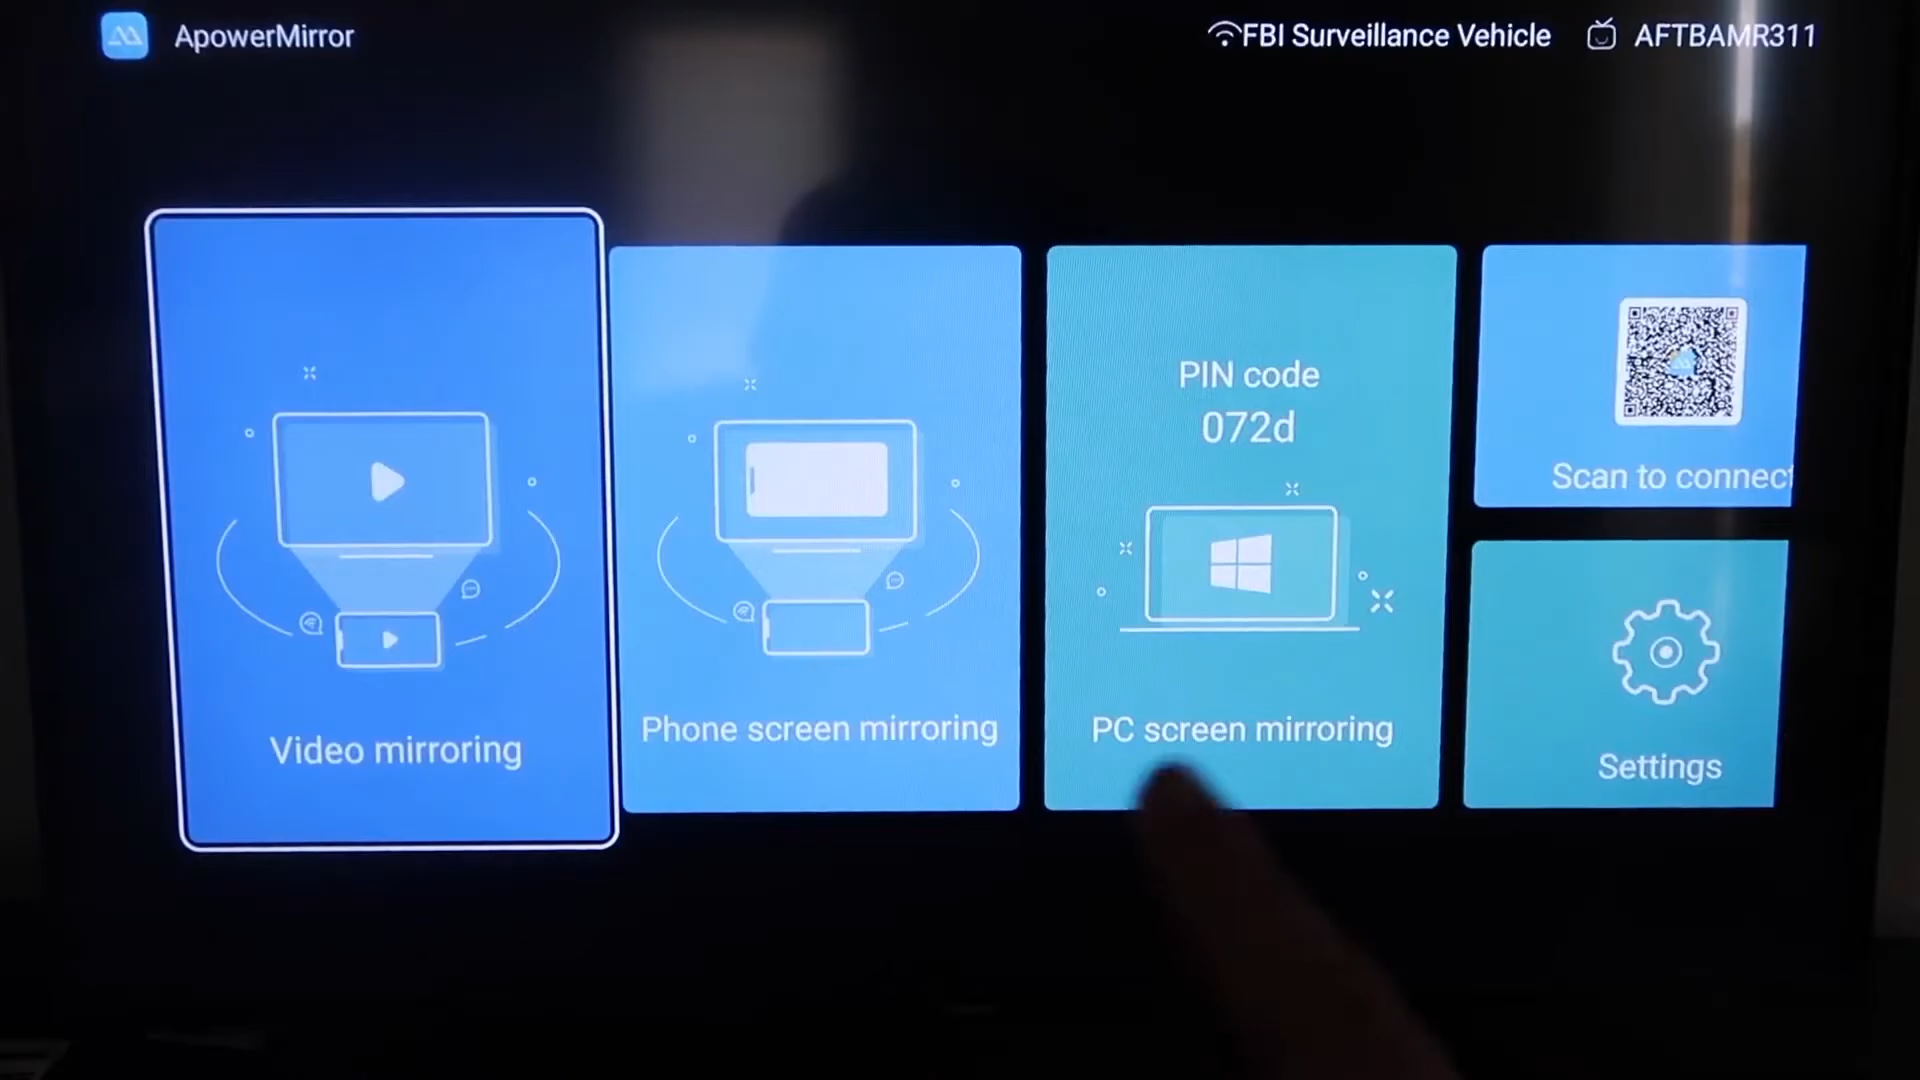 ApowerMirror
FBI Surveillance Vehicle
AFTBAMR311
Video mirroring
Phone screen mirroring
PIN code
072d
PC screen mirroring
Scan to connect
Settings